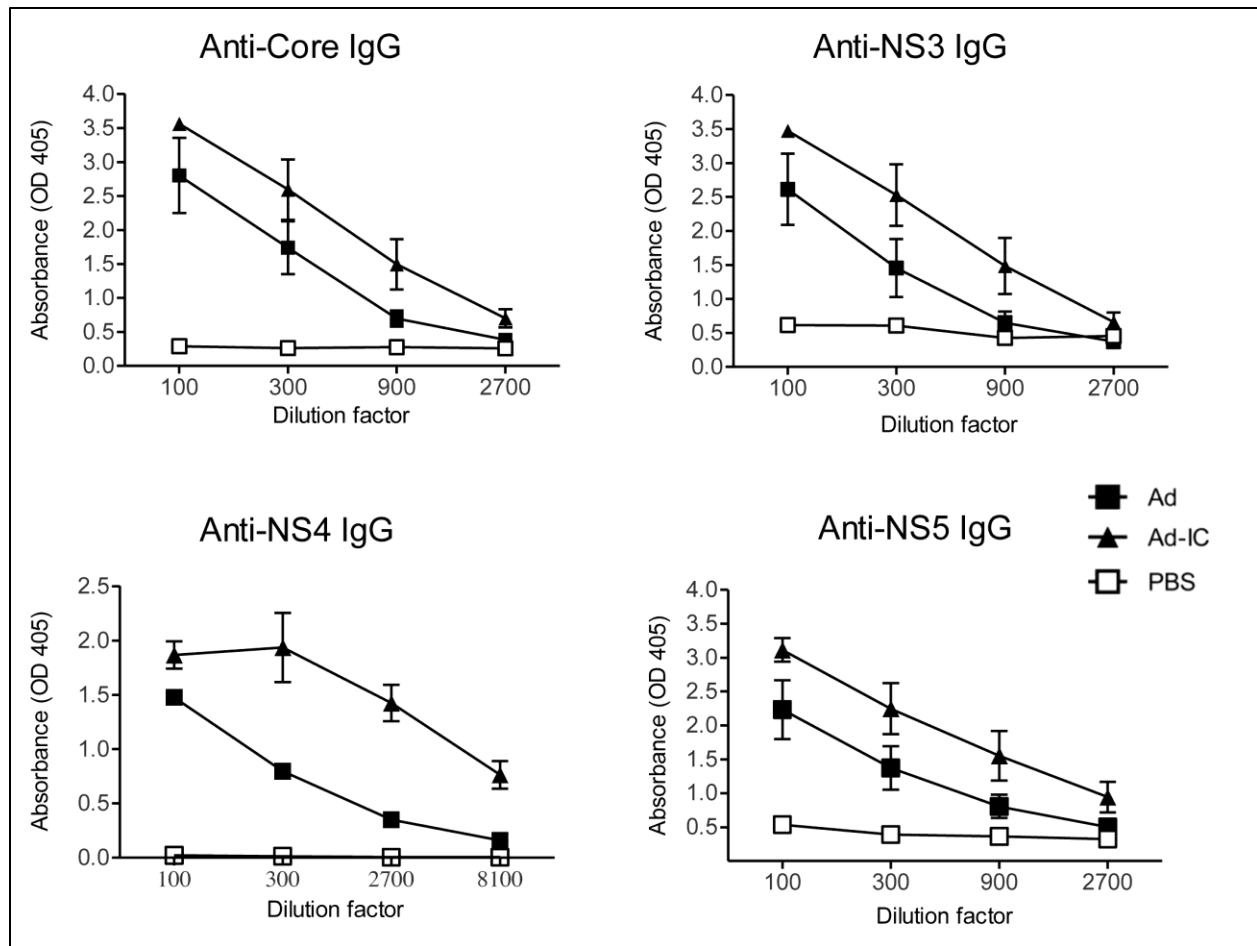 Anti-Core IgG
Absorbance (OD 405)
4.0
3.5
3.0
2.5
2.0
1.5
1.0
0.5
0.0
100 300 900 2700
Dilution factor
Anti-NS3 IgG
Absorbance (OD 405)
4.0
3.5
3.0
2.5
2.0
1.5
1.0
0.5
0.0
100 300 900 2700
Dilution factor
Anti-NS4 IgG
Absorbance (OD 405)
2.5
2.0
1.5
1.0
0.5
0.0
100 300 2700 8100
Dilution factor
Anti-NS5 IgG
Absorbance (OD 405)
4.0
3.5
3.0
2.5
2.0
1.5
1.0
0.5
100 300 900 2700
Dilution factor
Ad
Ad-IC
PBS